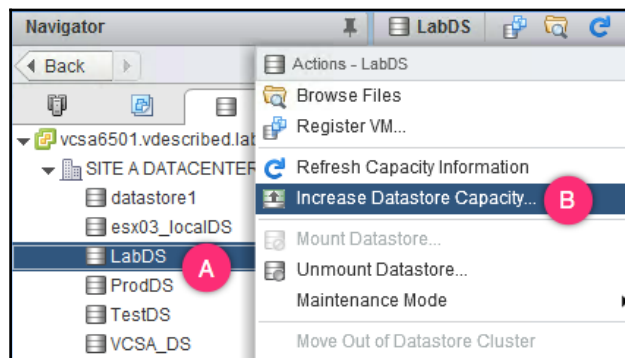 Navigator
LabDS
Back
Actions - LabDS
Browse Files
Register VM...
Refresh Capacity Information
Increase Datastore Capacity...
B
Mount Datastore...
Unmount Datastore...
Maintenance Mode
Move Out of Datastore Cluster
vcsa6501.vdescribed.lab
SITE A DATACENTER
datastore1
esx03_localDS
LabDS
A
ProdDS
TestDS
VCSA_DS